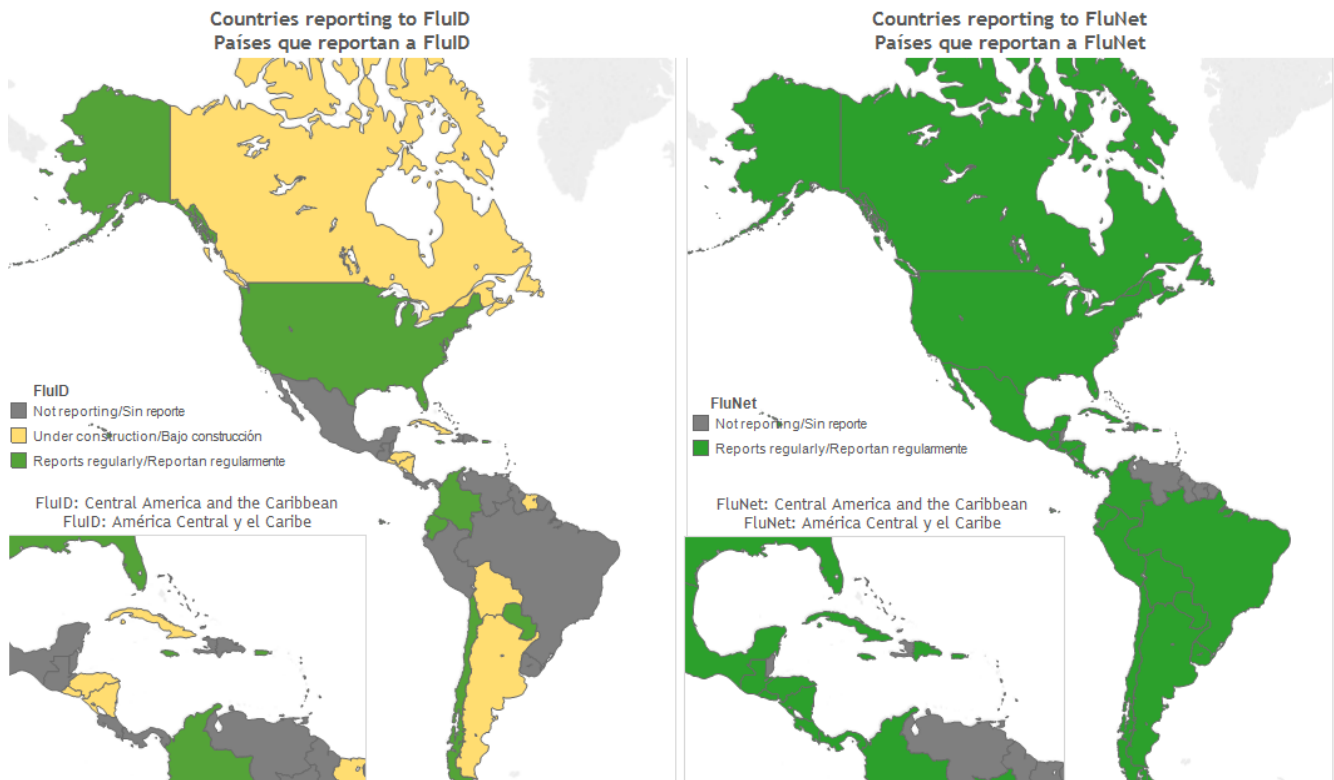 Countries reporting to FluID
Países que reportan a FluID
FluID
Not reporting/Sin reporte
Under construction/Bajo construcción
Reports regularly/Reportan regularmente
FluID: Central America and the Caribbean
FluID: América Central y el Caribe
Countries reporting to FluNet
Países que reportan a FluNet
FluNet
Not reporting/Sin reporte
Reports regularly/Reportan regularmente
FluNet: Central America and the Caribbean
FluNet: América Central y el Caribe